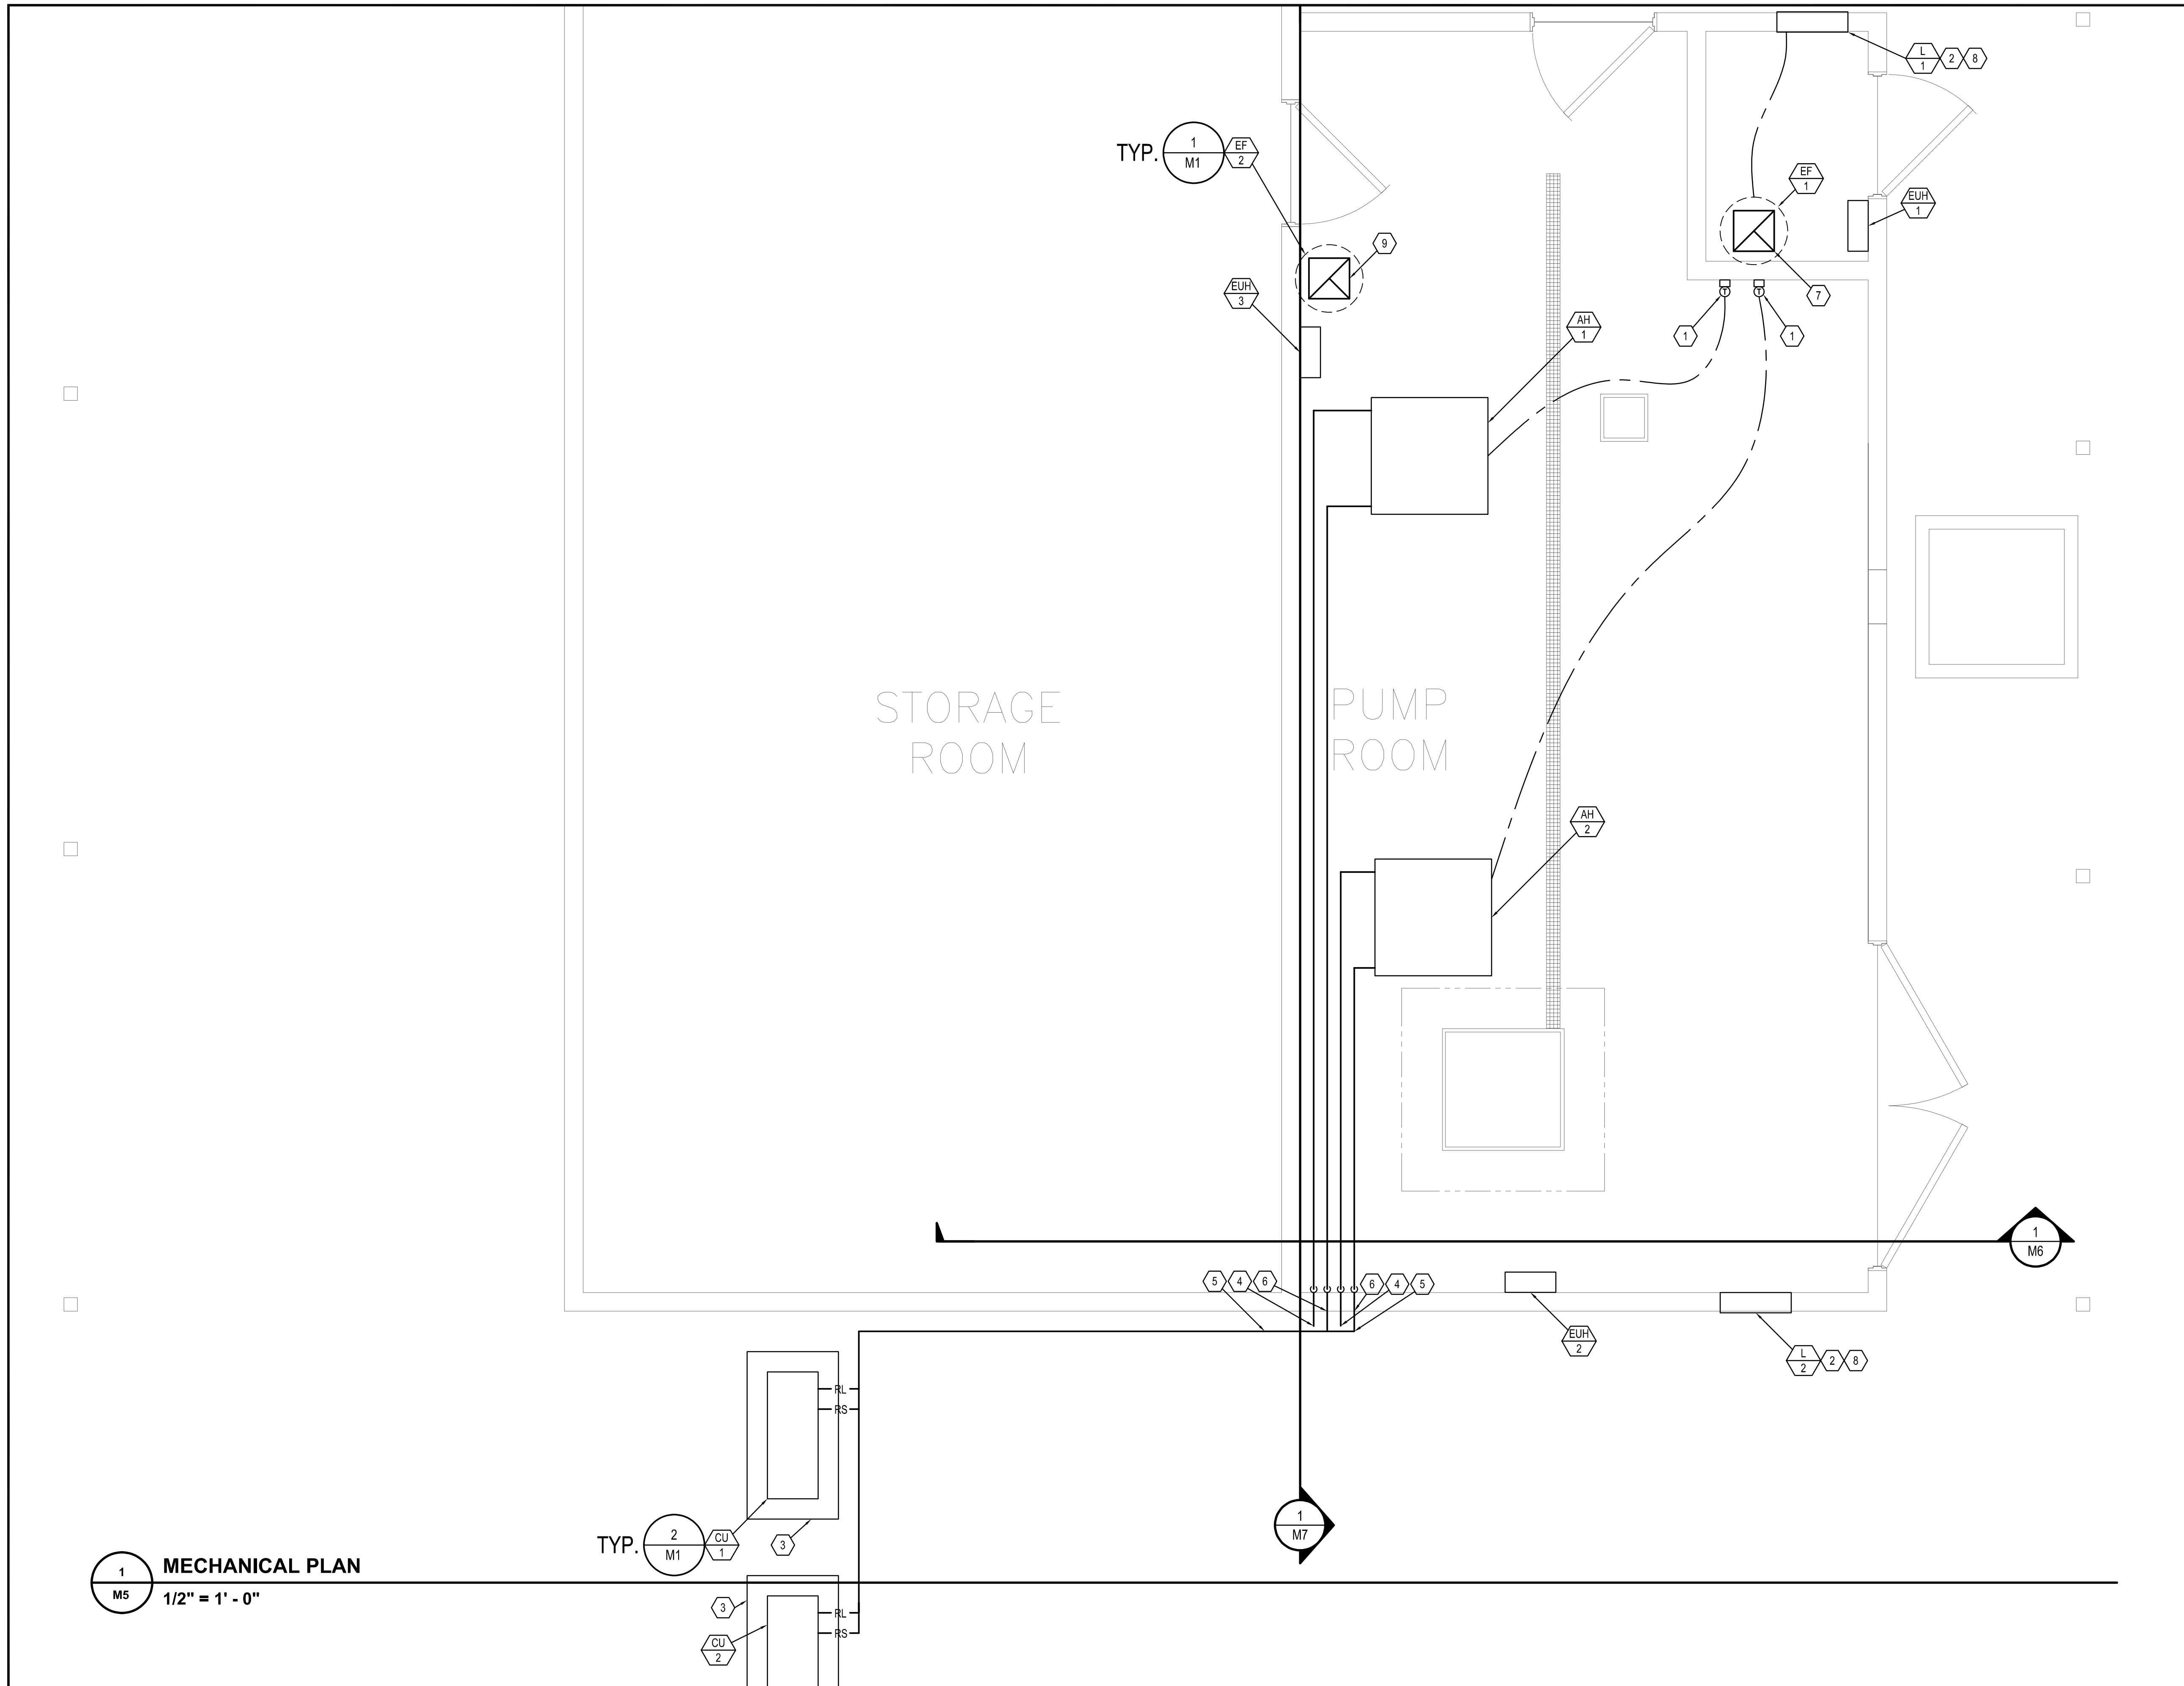 L
1
2
8
TYP.
1
M1
EF
2
EF
1
EUH
1
9
7
EUH
3
T
T
AH
1
1
1
STORAGE
ROOM
PUMP
ROOM
AH
2
1
M6
5
4
6
6
4
5
EUH
2
L
2
2
8
RL
RS
1
M7
TYP.
2
M1
CU
1
3
1
M5
MECHANICAL PLAN
1/2" = 1' - 0"
3
RL
RS
CU
2